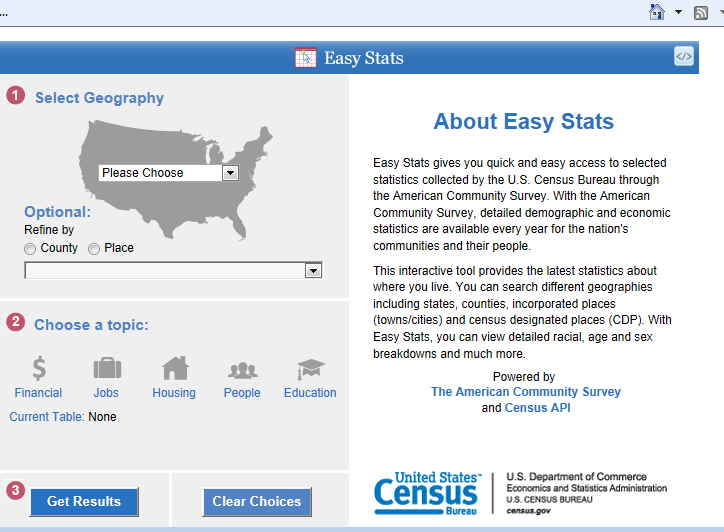 ...
Easy Stats
</>
1 Select Geography
Please Choose
Optional:
Refine by
County Place
2 Choose a topic:
$
Financial Jobs Housing People Education
Current Table: None
3 Get Results Clear Choices
About Easy Stats
Easy Stats gives you quick and easy access to selected
statistics collected by the U.S. Census Bureau through
the American Community Survey. With the American
Community Survey, detailed demographic and economic
statistics are available every year for the nation's
communities and their people.
This interactive tool provides the latest statistics about
where you live. You can search different geographies
including states, counties, incorporated places
(towns/cities) and census designated places (CDP). With
Easy Stats, you can view detailed racial, age and sex
breakdowns and much more.
Powered by
The American Community Survey
and Census API
United States™
Census
Bureau
U.S. Department of Commerce
Economics and Statistics Administration
U.S. CENSUS BUREAU
census.gov